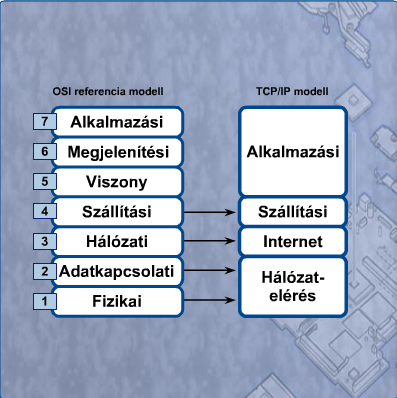 OSI referencia modell
TCP/IP modell
7 Alkalmazási
6 Megjelenítési
5 Viszony
4 Szállítási
3 Hálózati
2 Adatkapcsolati
1 Fizikai
Alkalmazási
Szállítási
Internet
Hálózat-
elérés